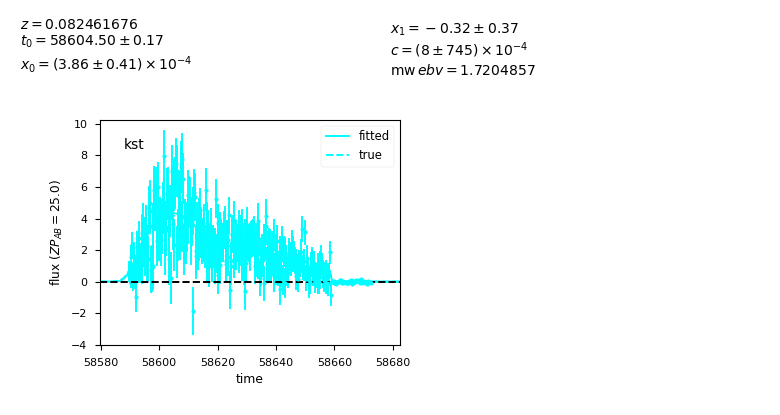 z = 0.082461676
t₀ = 58604.50 ± 0.17
x₀ = (3.86 ± 0.41) × 10⁻⁴
x₁ = −0.32 ± 0.37
c = (8 ± 745) × 10⁻⁴
mw ebv = 1.7204857
kst
fitted
true
flux (ZP_AB = 25.0)
10
8
6
4
2
0
−2
−4
58580 58600 58620 58640 58660 58680
time